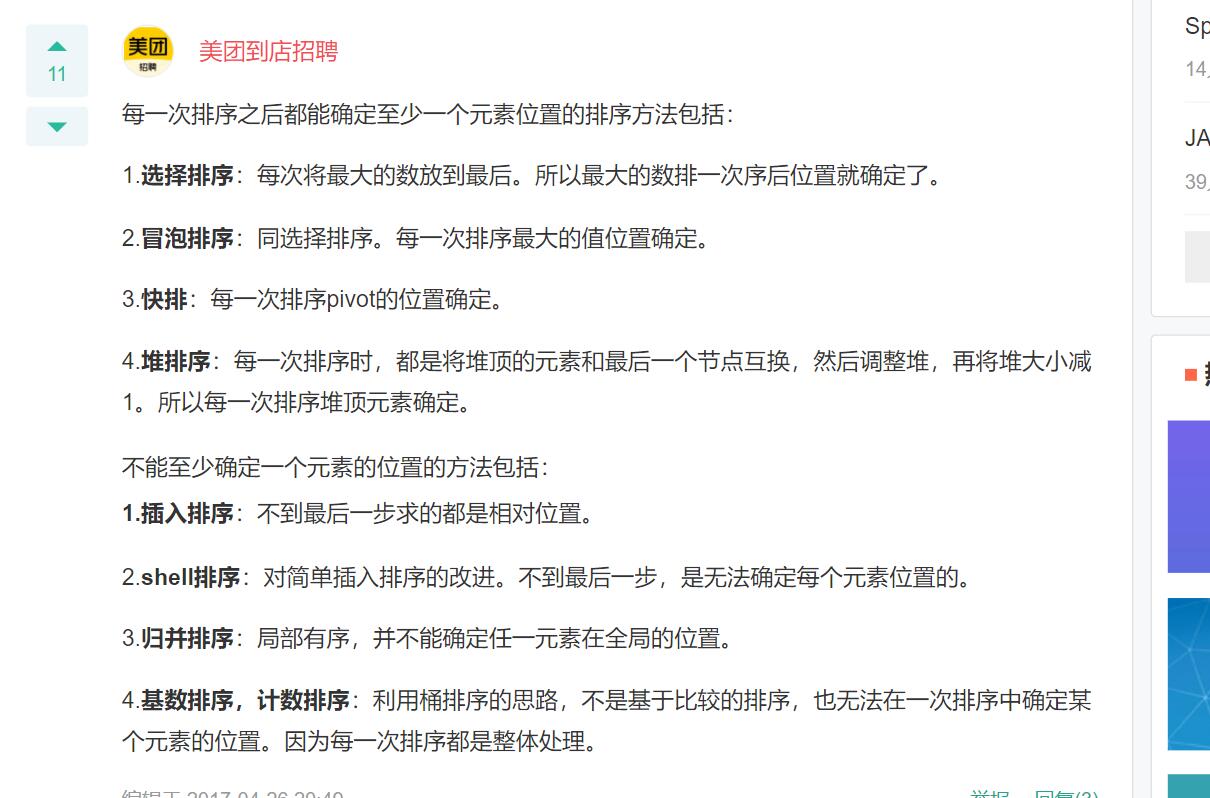 11
美团
招聘
美团到店招聘
每一次排序之后都能确定至少一个元素位置的排序方法包括：
1.选择排序：每次将最大的数放到最后。所以最大的数排一次序后位置就确定了。
2.冒泡排序：同选择排序。每一次排序最大的值位置确定。
3.快排：每一次排序pivot的位置确定。
4.堆排序：每一次排序时，都是将堆顶的元素和最后一个节点互换，然后调整堆，再将堆大小减
1。所以每一次排序堆顶元素确定。
不能至少确定一个元素的位置的方法包括：
1.插入排序：不到最后一步求的都是相对位置。
2.shell排序：对简单插入排序的改进。不到最后一步，是无法确定每个元素位置的。
3.归并排序：局部有序，并不能确定任一元素在全局的位置。
4.基数排序，计数排序：利用桶排序的思路，不是基于比较的排序，也无法在一次排序中确定某
个元素的位置。因为每一次排序都是整体处理。
编辑于 2017-04-26 20:40
举报 回复(3)
Sp
14
JA
39